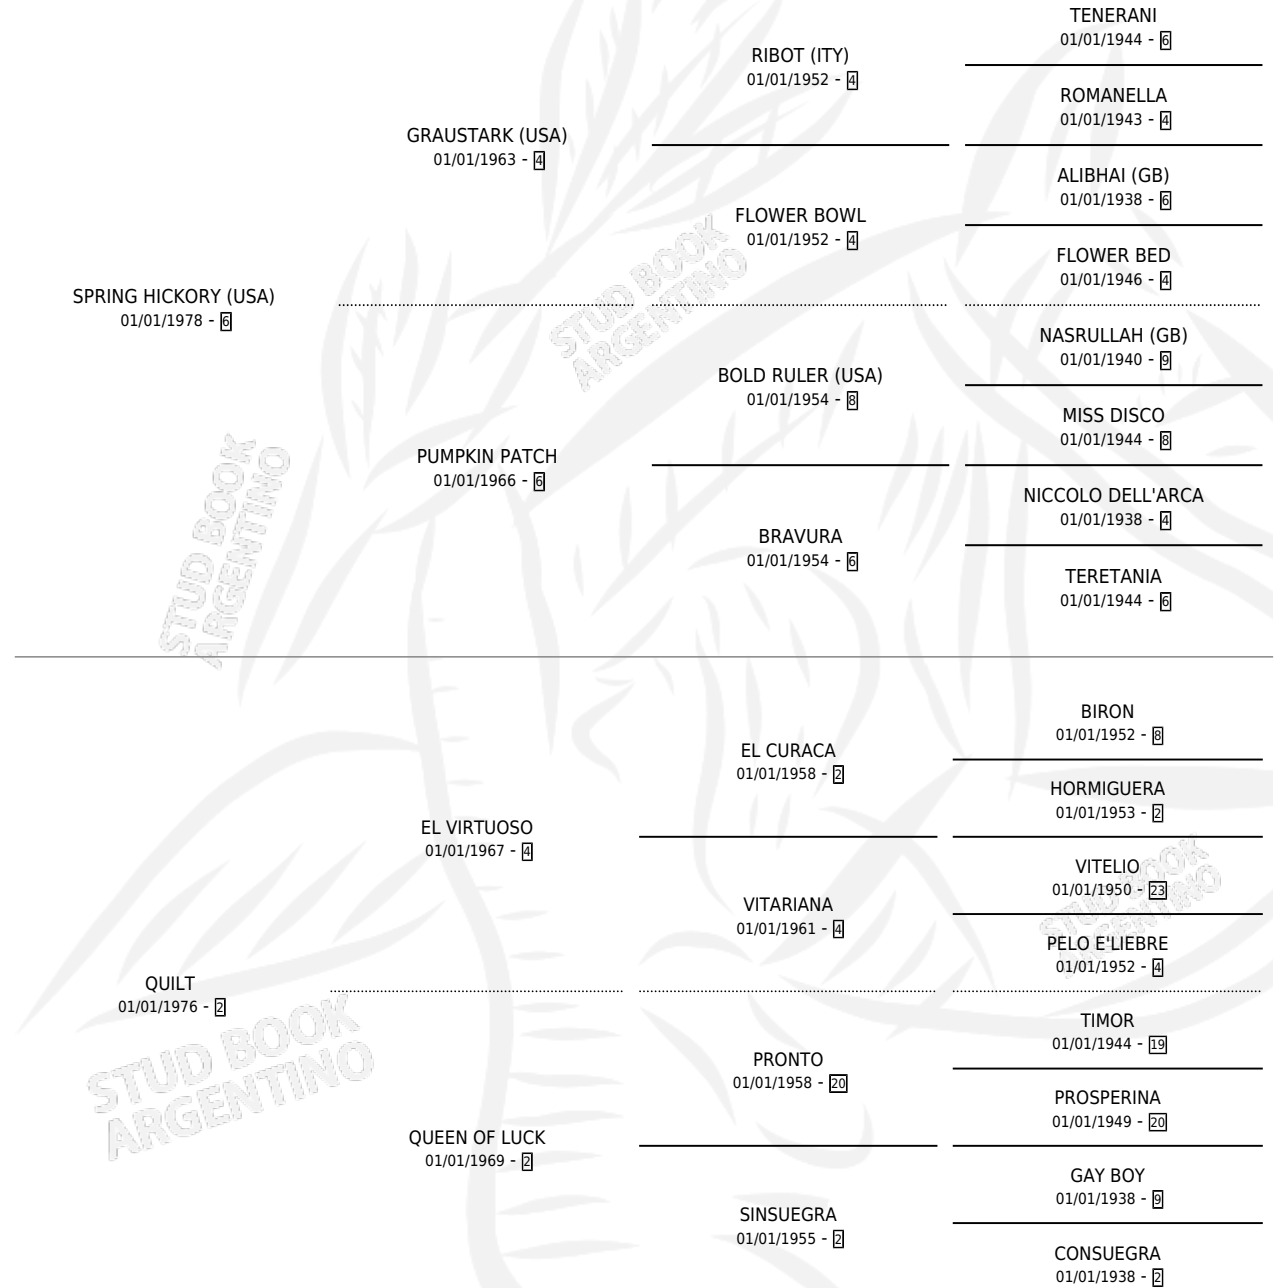 TENERANI
01/01/1944 - 6
RIBOT (ITY)
01/01/1952 - 4
ROMANELLA
01/01/1943 - 4
GRAUSTARK (USA)
01/01/1963 - 4
ALIBHAI (GB)
01/01/1938 - 6
FLOWER BOWL
01/01/1952 - 4
FLOWER BED
01/01/1946 - 4
SPRING HICKORY (USA)
01/01/1978 - 6
STUD BOOK
ARGENTINO
NASRULLAH (GB)
01/01/1940 - 9
BOLD RULER (USA)
01/01/1954 - 8
MISS DISCO
01/01/1944 - 8
PUMPKIN PATCH
01/01/1966 - 6
NICCOLO DELL'ARCA
01/01/1938 - 4
BRAVURA
01/01/1954 - 6
TERETANIA
01/01/1944 - 6
STUD BOOK
ARGENTINO
BIRON
01/01/1952 - 8
EL CURACA
01/01/1958 - 2
HORMIGUERA
01/01/1953 - 2
EL VIRTUOSO
01/01/1967 - 4
VITELIO
01/01/1950 - 23
VITARIANA
01/01/1961 - 4
PELO E'LIEBRE
01/01/1952 - 4
STUD BOOK
ARGENTINO
QUILT
01/01/1976 - 2
TIMOR
01/01/1944 - 19
PRONTO
01/01/1958 - 20
PROSPERINA
01/01/1949 - 20
STUD BOOK
ARGENTINO
QUEEN OF LUCK
01/01/1969 - 2
GAY BOY
01/01/1938 - 9
SINSUEGRA
01/01/1955 - 2
CONSUEGRA
01/01/1938 - 2